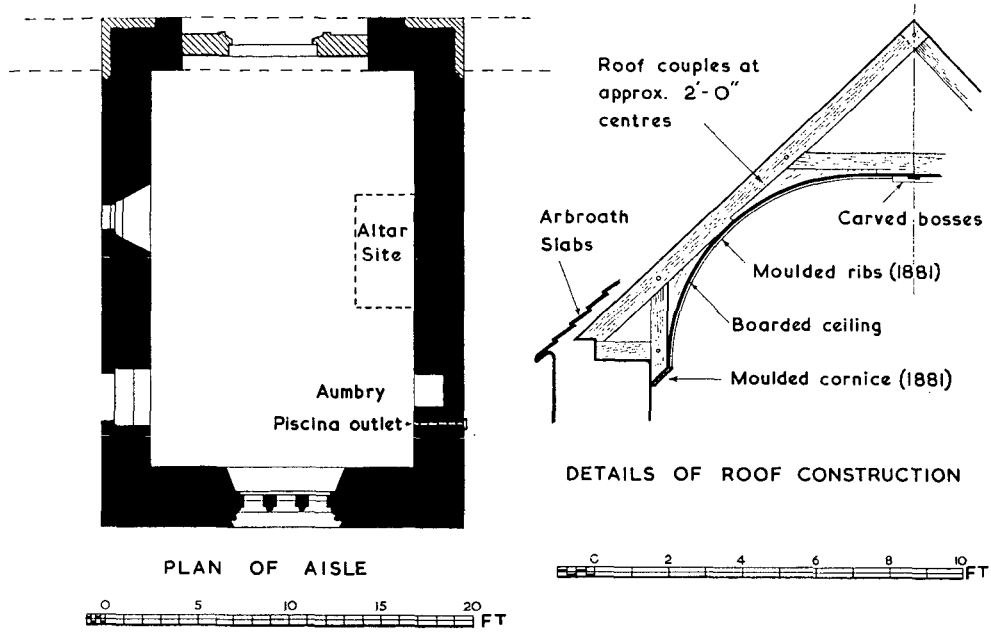 Altar
Site
Aumbry
Piscina outlet
PLAN OF AISLE
0 5 10 15 20 FT
Roof couples at
approx. 2'-0"
centres
Arbroath
Slabs
Carved bosses
Moulded ribs (1881)
Boarded ceiling
Moulded cornice (1881)
DETAILS OF ROOF CONSTRUCTION
0 2 4 6 8 10 FT